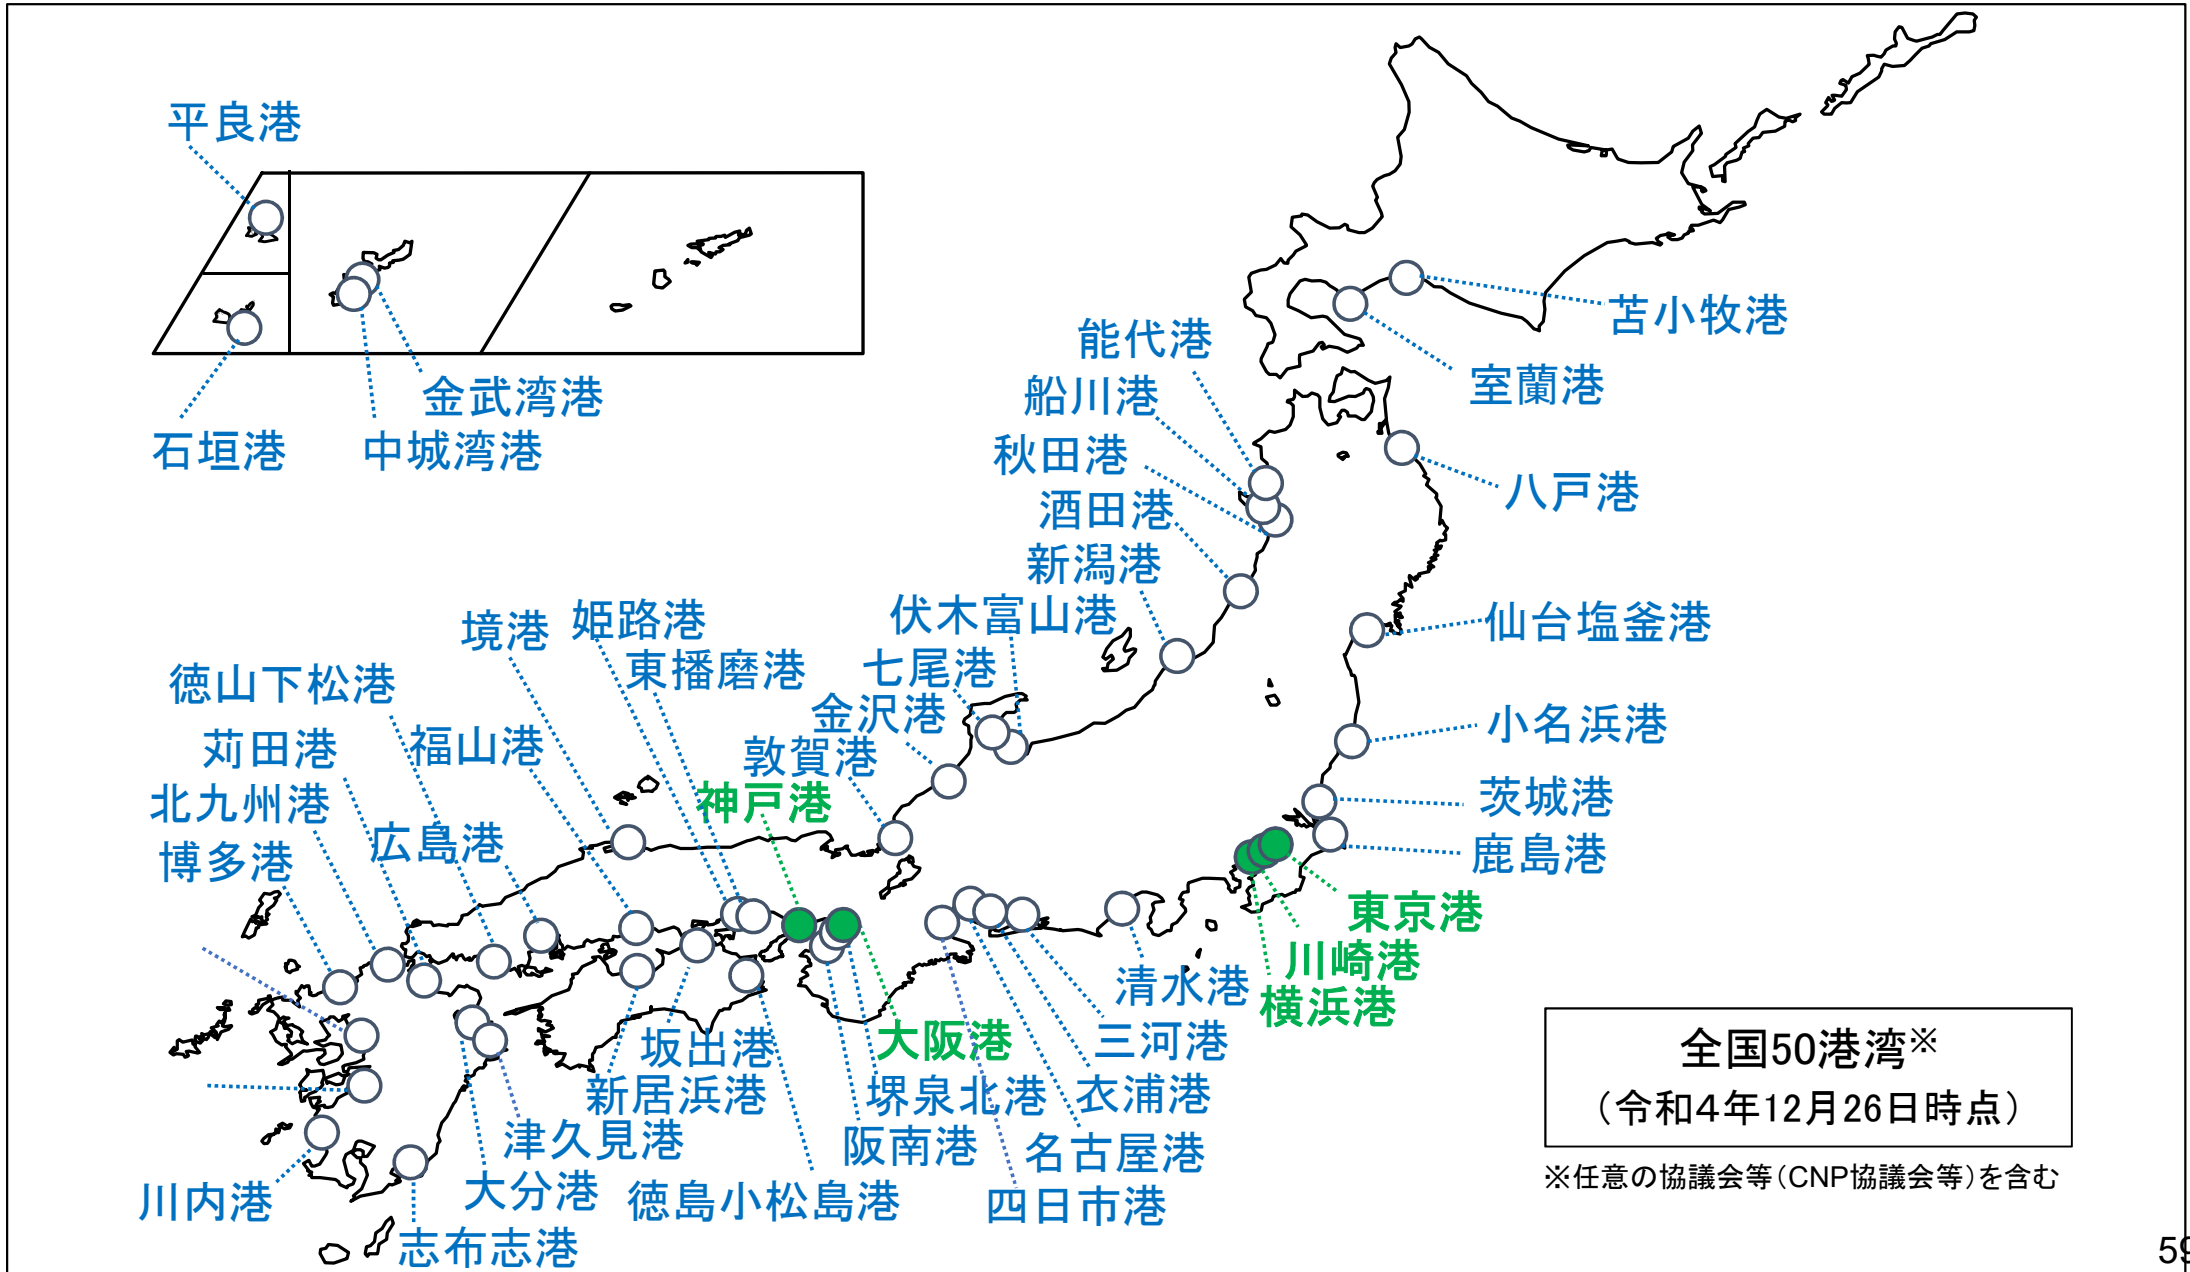 平良港
石垣港
金武湾港
中城湾港
苫小牧港
室蘭港
能代港
船川港
秋田港
酒田港
新潟港
八戸港
仙台塩釜港
小名浜港
茨城港
鹿島港
東京港
川崎港
横浜港
伏木富山港
七尾港
金沢港
敦賀港
境港
姫路港
東播磨港
神戸港
徳山下松港
福山港
苅田港
北九州港
広島港
博多港
清水港
三河港
衣浦港
名古屋港
四日市港
大阪港
堺泉北港
阪南港
坂出港
新居浜港
徳島小松島港
津久見港
大分港
川内港
志布志港
全国50港湾※
（令和４年12月26日時点）
※任意の協議会等（CNP協議会等）を含む
59